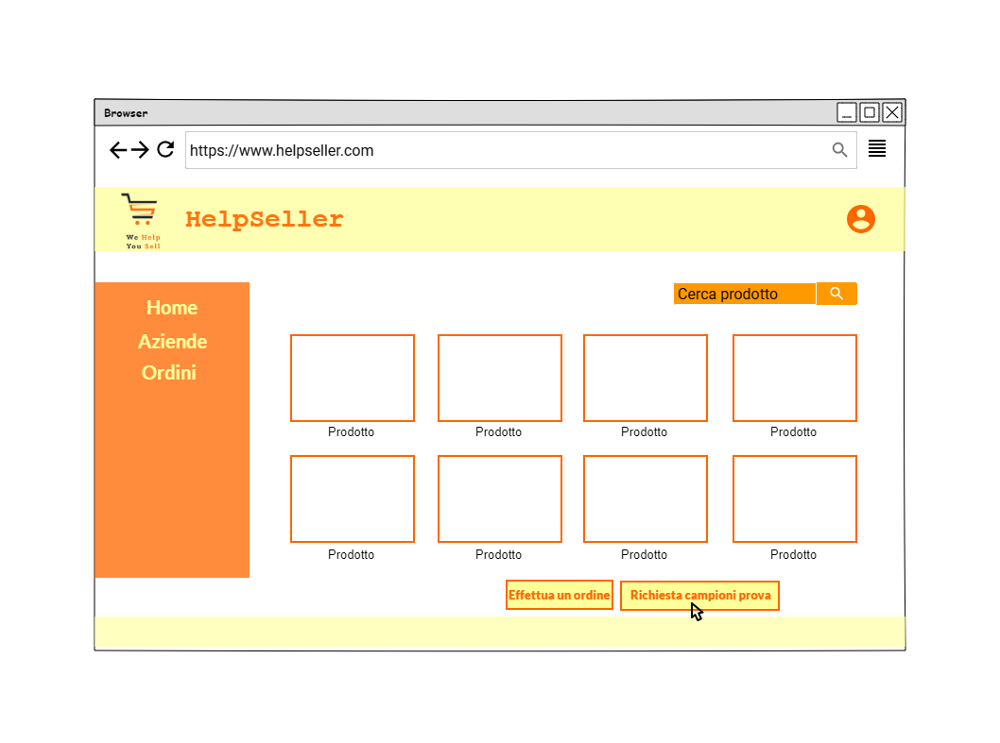 Browser
https://www.helpseller.com
We Help
You Sell
HelpSeller
Home
Aziende
Ordini
Cerca prodotto
Prodotto
Prodotto
Prodotto
Prodotto
Prodotto
Prodotto
Prodotto
Prodotto
Effettua un ordine
Richiesta campioni prova